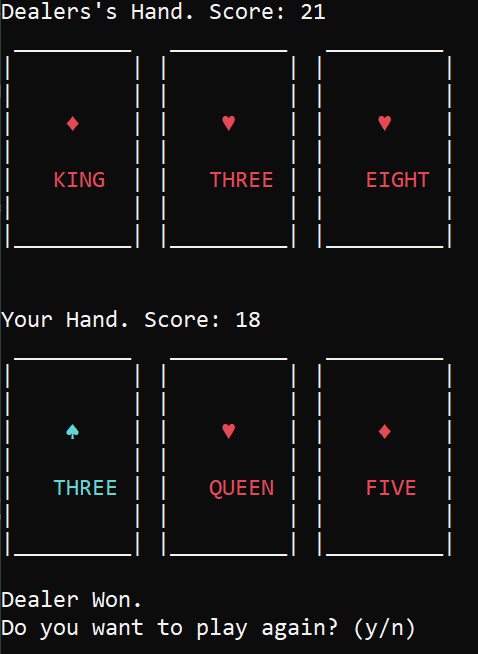 Dealers's Hand. Score: 21
♦ ♥ ♥
KING THREE EIGHT
Your Hand. Score: 18
♠ ♥ ♦
THREE QUEEN FIVE
Dealer Won.
Do you want to play again? (y/n)